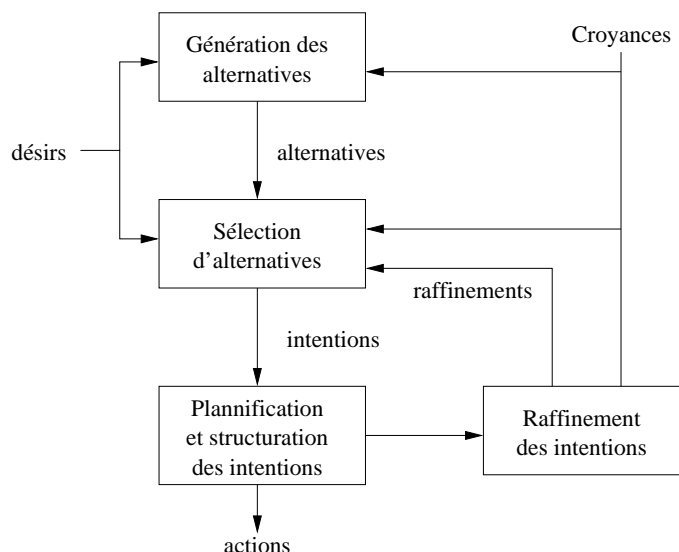 Génération des
alternatives
Croyances
désirs
alternatives
Sélection
d'alternatives
raffinements
intentions
Plannification
et structuration
des intentions
Raffinement
des intentions
actions